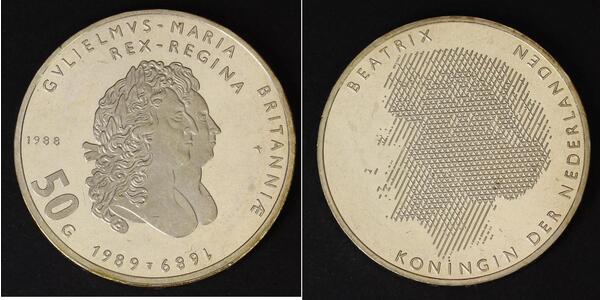 GVLIELMVS - MARIA
REX - REGINA
BRITANNIÆ
1988
50 G
1989 1689
BEATRIX
KONINGIN DER NEDERLANDEN